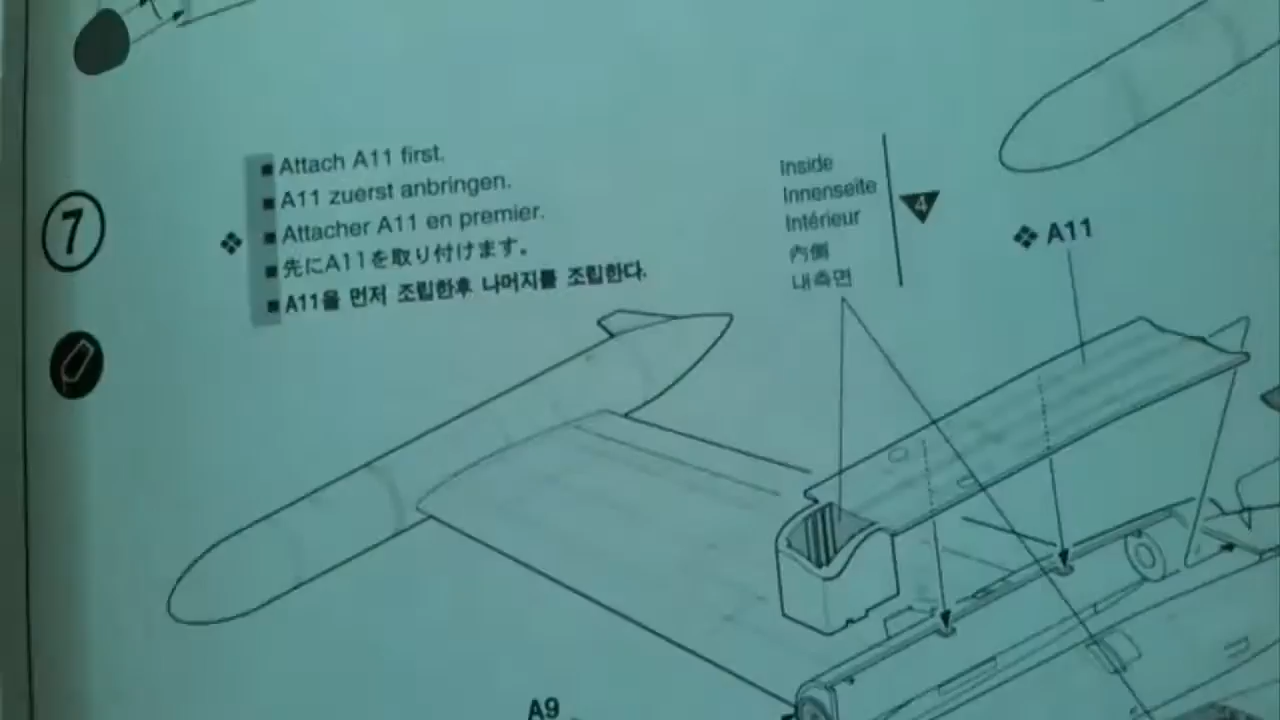 7
Attach A11 first.
A11 zuerst anbringen.
Attacher A11 en premier.
先にA11を取り付けます。
A11을 먼저 조립한후 나머지를 조립한다.
Inside
Innenseite
Intérieur
內側
내측면
4
A11
A9